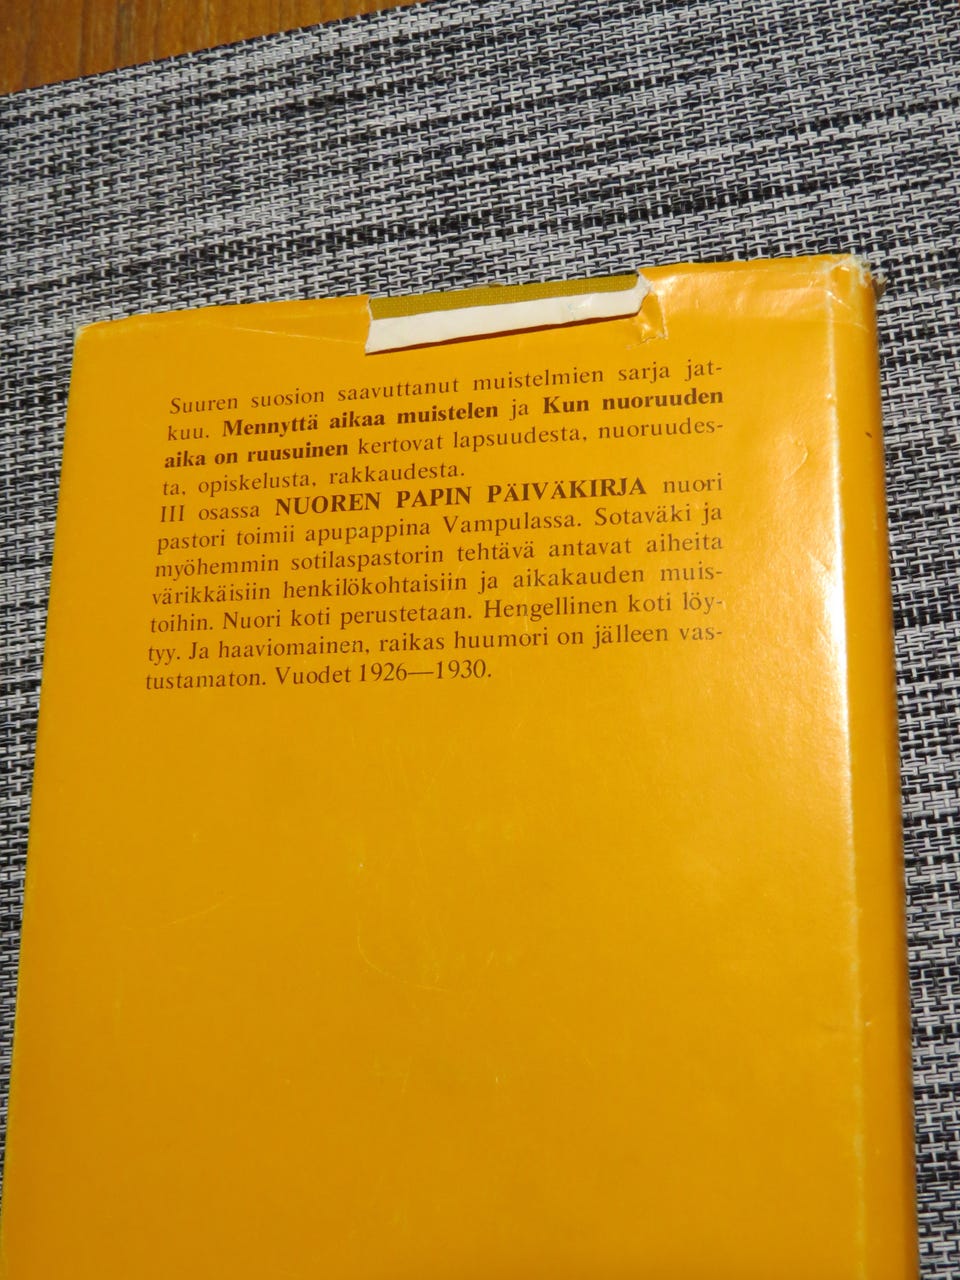 Suuren suosion saavuttanut muistelmien sarja jat-
kuu. Mennyttä aikaa muistelen ja Kun nuoruuden
aika on ruusuinen kertovat lapsuudesta, nuoruudes-
ta, opiskelusta, rakkaudesta.
III osassa NUOREN PAPIN PÄIVÄKIRJA nuori
pastori toimii apupappina Vampulassa. Sotaväki ja
myöhemmin sotilaspastorin tehtävä antavat aiheita
värikkäisiin henkilökohtaisiin ja aikakauden muis-
toihin. Nuori koti perustetaan. Hengellinen koti löy-
tyy. Ja haaviomainen, raikas huumori on jälleen vas-
tustamaton. Vuodet 1926—1930.